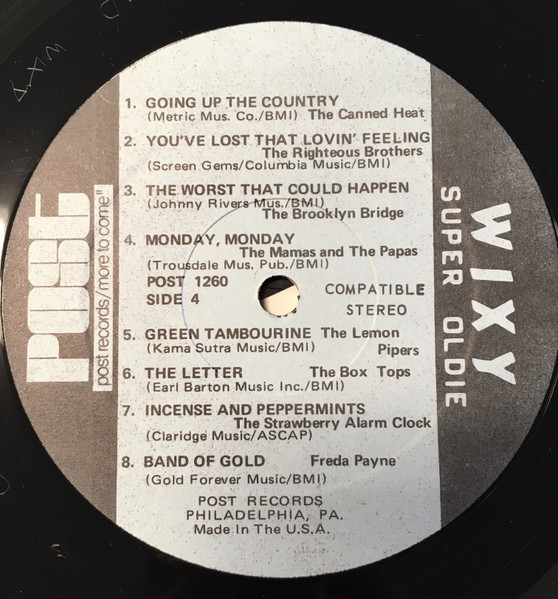 1. GOING UP THE COUNTRY
(Metric Mus. Co./BMI) The Canned Heat
2. YOU'VE LOST THAT LOVIN' FEELING
The Righteous Brothers
(Screen Gems/Columbia Music/BMI)
3. THE WORST THAT COULD HAPPEN
(Johnny Rivers Mus./BMI)
The Brooklyn Bridge
4. MONDAY, MONDAY
The Mamas and The Papas
(Trousdale Mus. Pub./BMI)
POST 1260
SIDE 4
COMPATIBLE
STEREO
5. GREEN TAMBOURINE The Lemon
(Kama Sutra Music/BMI) Pipers
6. THE LETTER The Box Tops
(Earl Barton Music Inc./BMI)
7. INCENSE AND PEPPERMINTS
The Strawberry Alarm Clock
(Claridge Music/ASCAP)
8. BAND OF GOLD Freda Payne
(Gold Forever Music/BMI)
POST RECORDS
PHILADELPHIA, PA.
Made In The U.S.A.
post
post records/more to come"
WIXY
SUPER OLDIE